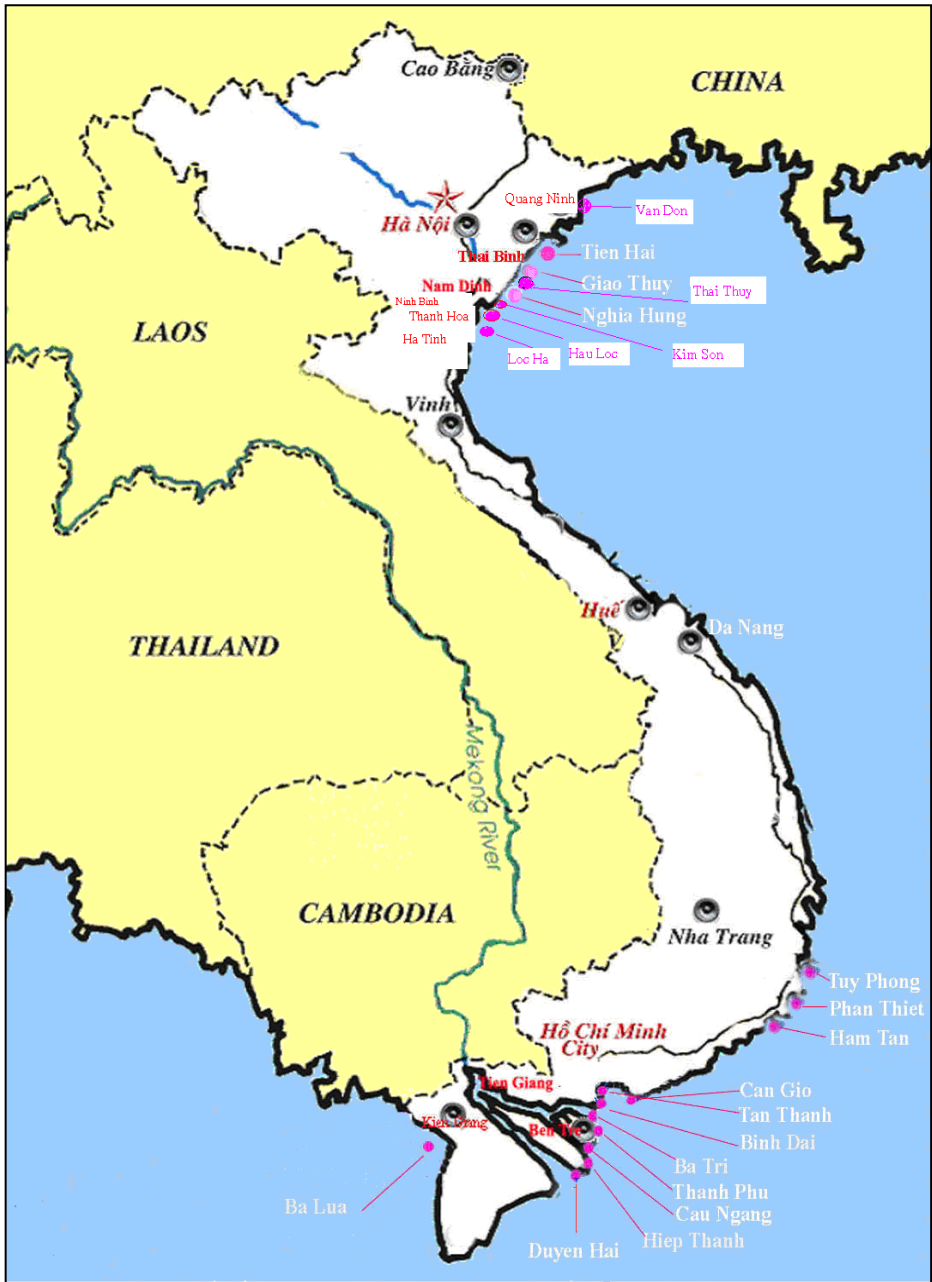 Cao Bằng
CHINA
Quang Ninh
Van Don
Hà Nội
Thai Binh
Tien Hai
Nam Dinh
Giao Thuy
Thai Thuy
Ninh Binh
Thanh Hoa
Nghia Hung
Ha Tinh
LAOS
Loc Ha
Hau Loc
Kim Son
Vinh
Huế
Da Nang
THAILAND
Mekong River
CAMBODIA
Nha Trang
Tuy Phong
Phan Thiet
Hồ Chí Minh
City
Ham Tan
Tien Giang
Can Gio
Tan Thanh
Kien Giang
Ben Tre
Binh Dai
Ba Tri
Thanh Phu
Ba Lua
Cau Ngang
Hiep Thanh
Duyen Hai